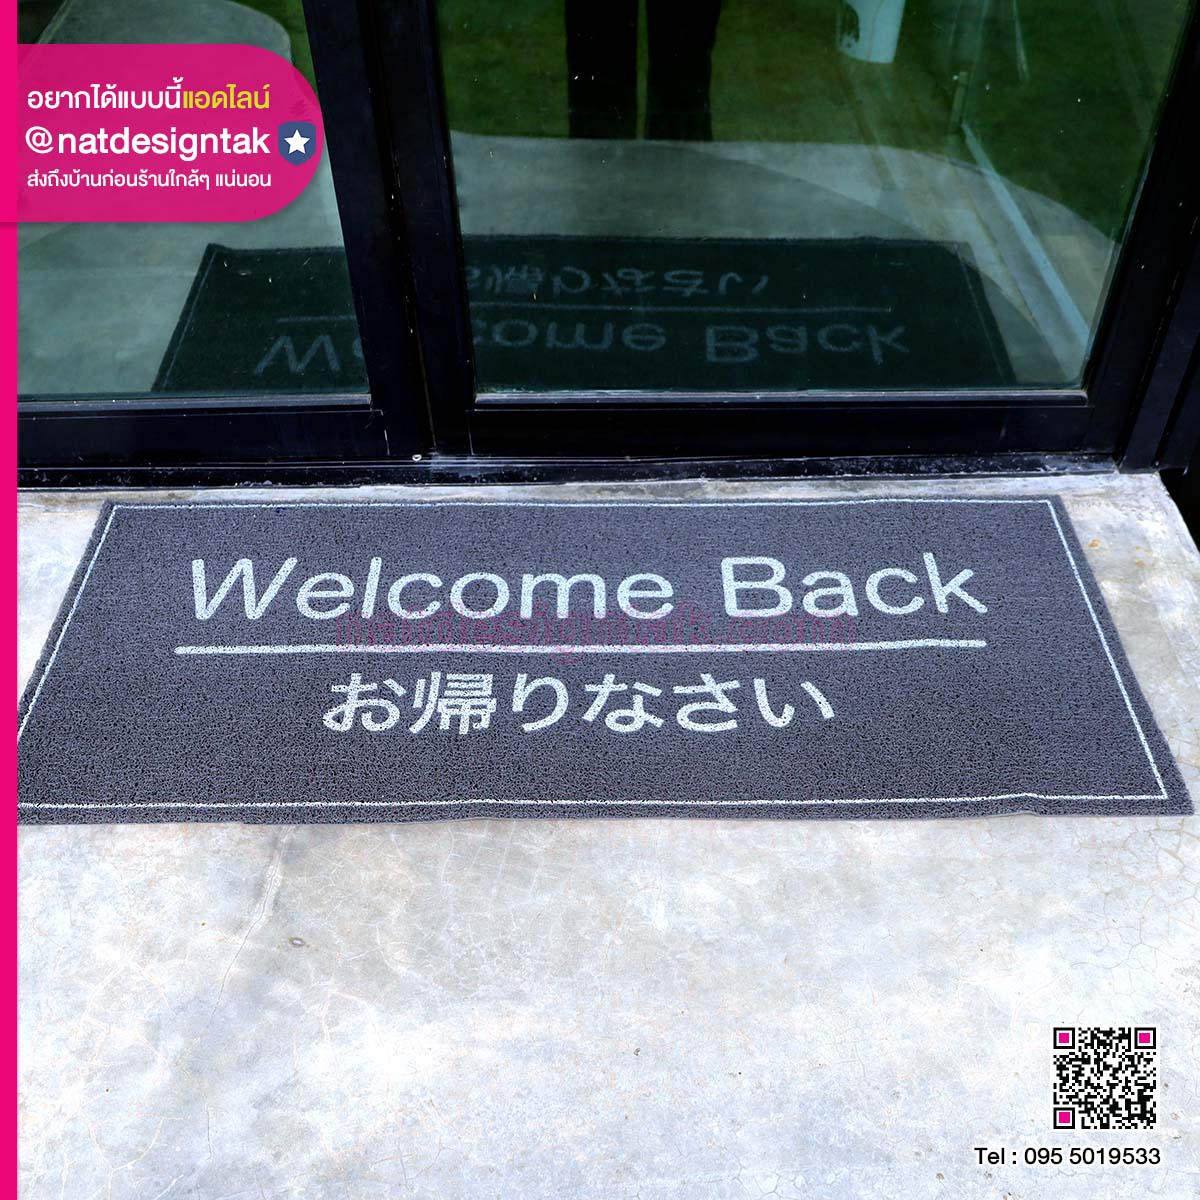 อยากได้แบบนี้แอดไลน์
@natdesigntak
ส่งถึงบ้านก่อนร้านใกล้ๆ แน่นอน
Welcome Back
natdesigntak.com
お帰りなさい
Tel : 095 5019533